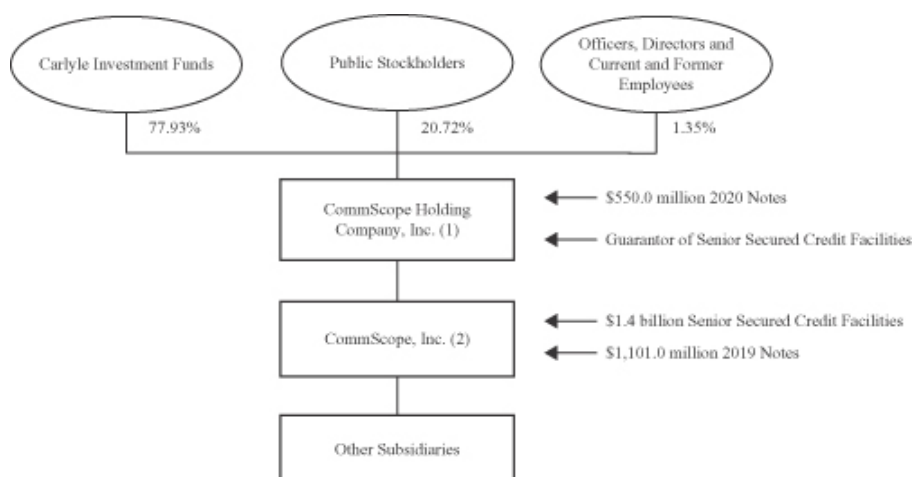 Carlyle Investment Funds
Public Stockholders
Officers, Directors and
Current and Former
Employees
77.93%
20.72%
1.35%
CommScope Holding
Company, Inc. (1)
$550.0 million 2020 Notes
Guarantor of Senior Secured Credit Facilities
CommScope, Inc. (2)
$1.4 billion Senior Secured Credit Facilities
$1,101.0 million 2019 Notes
Other Subsidiaries